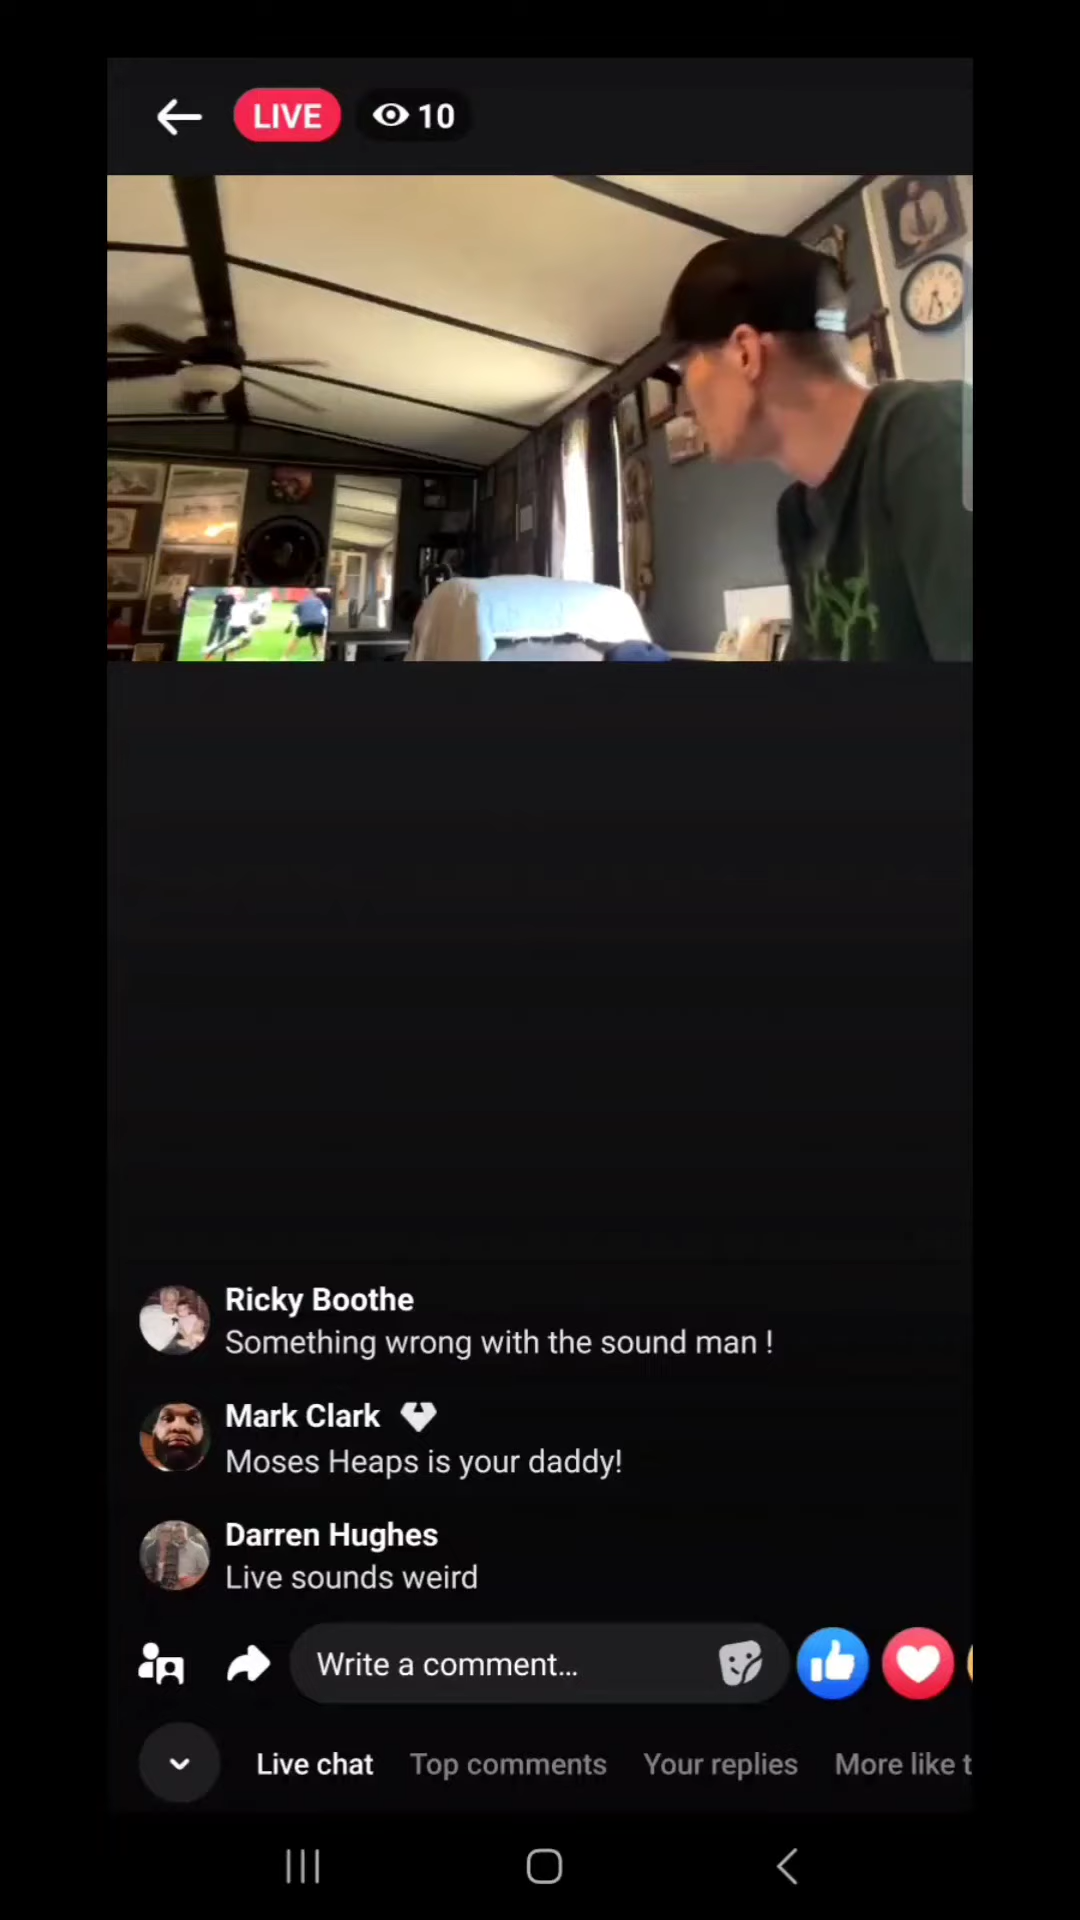 LIVE 10
Ricky Boothe
Something wrong with the sound man !
Mark Clark
Moses Heaps is your daddy!
Darren Hughes
Live sounds weird
Write a comment...
Live chat Top comments Your replies More like t